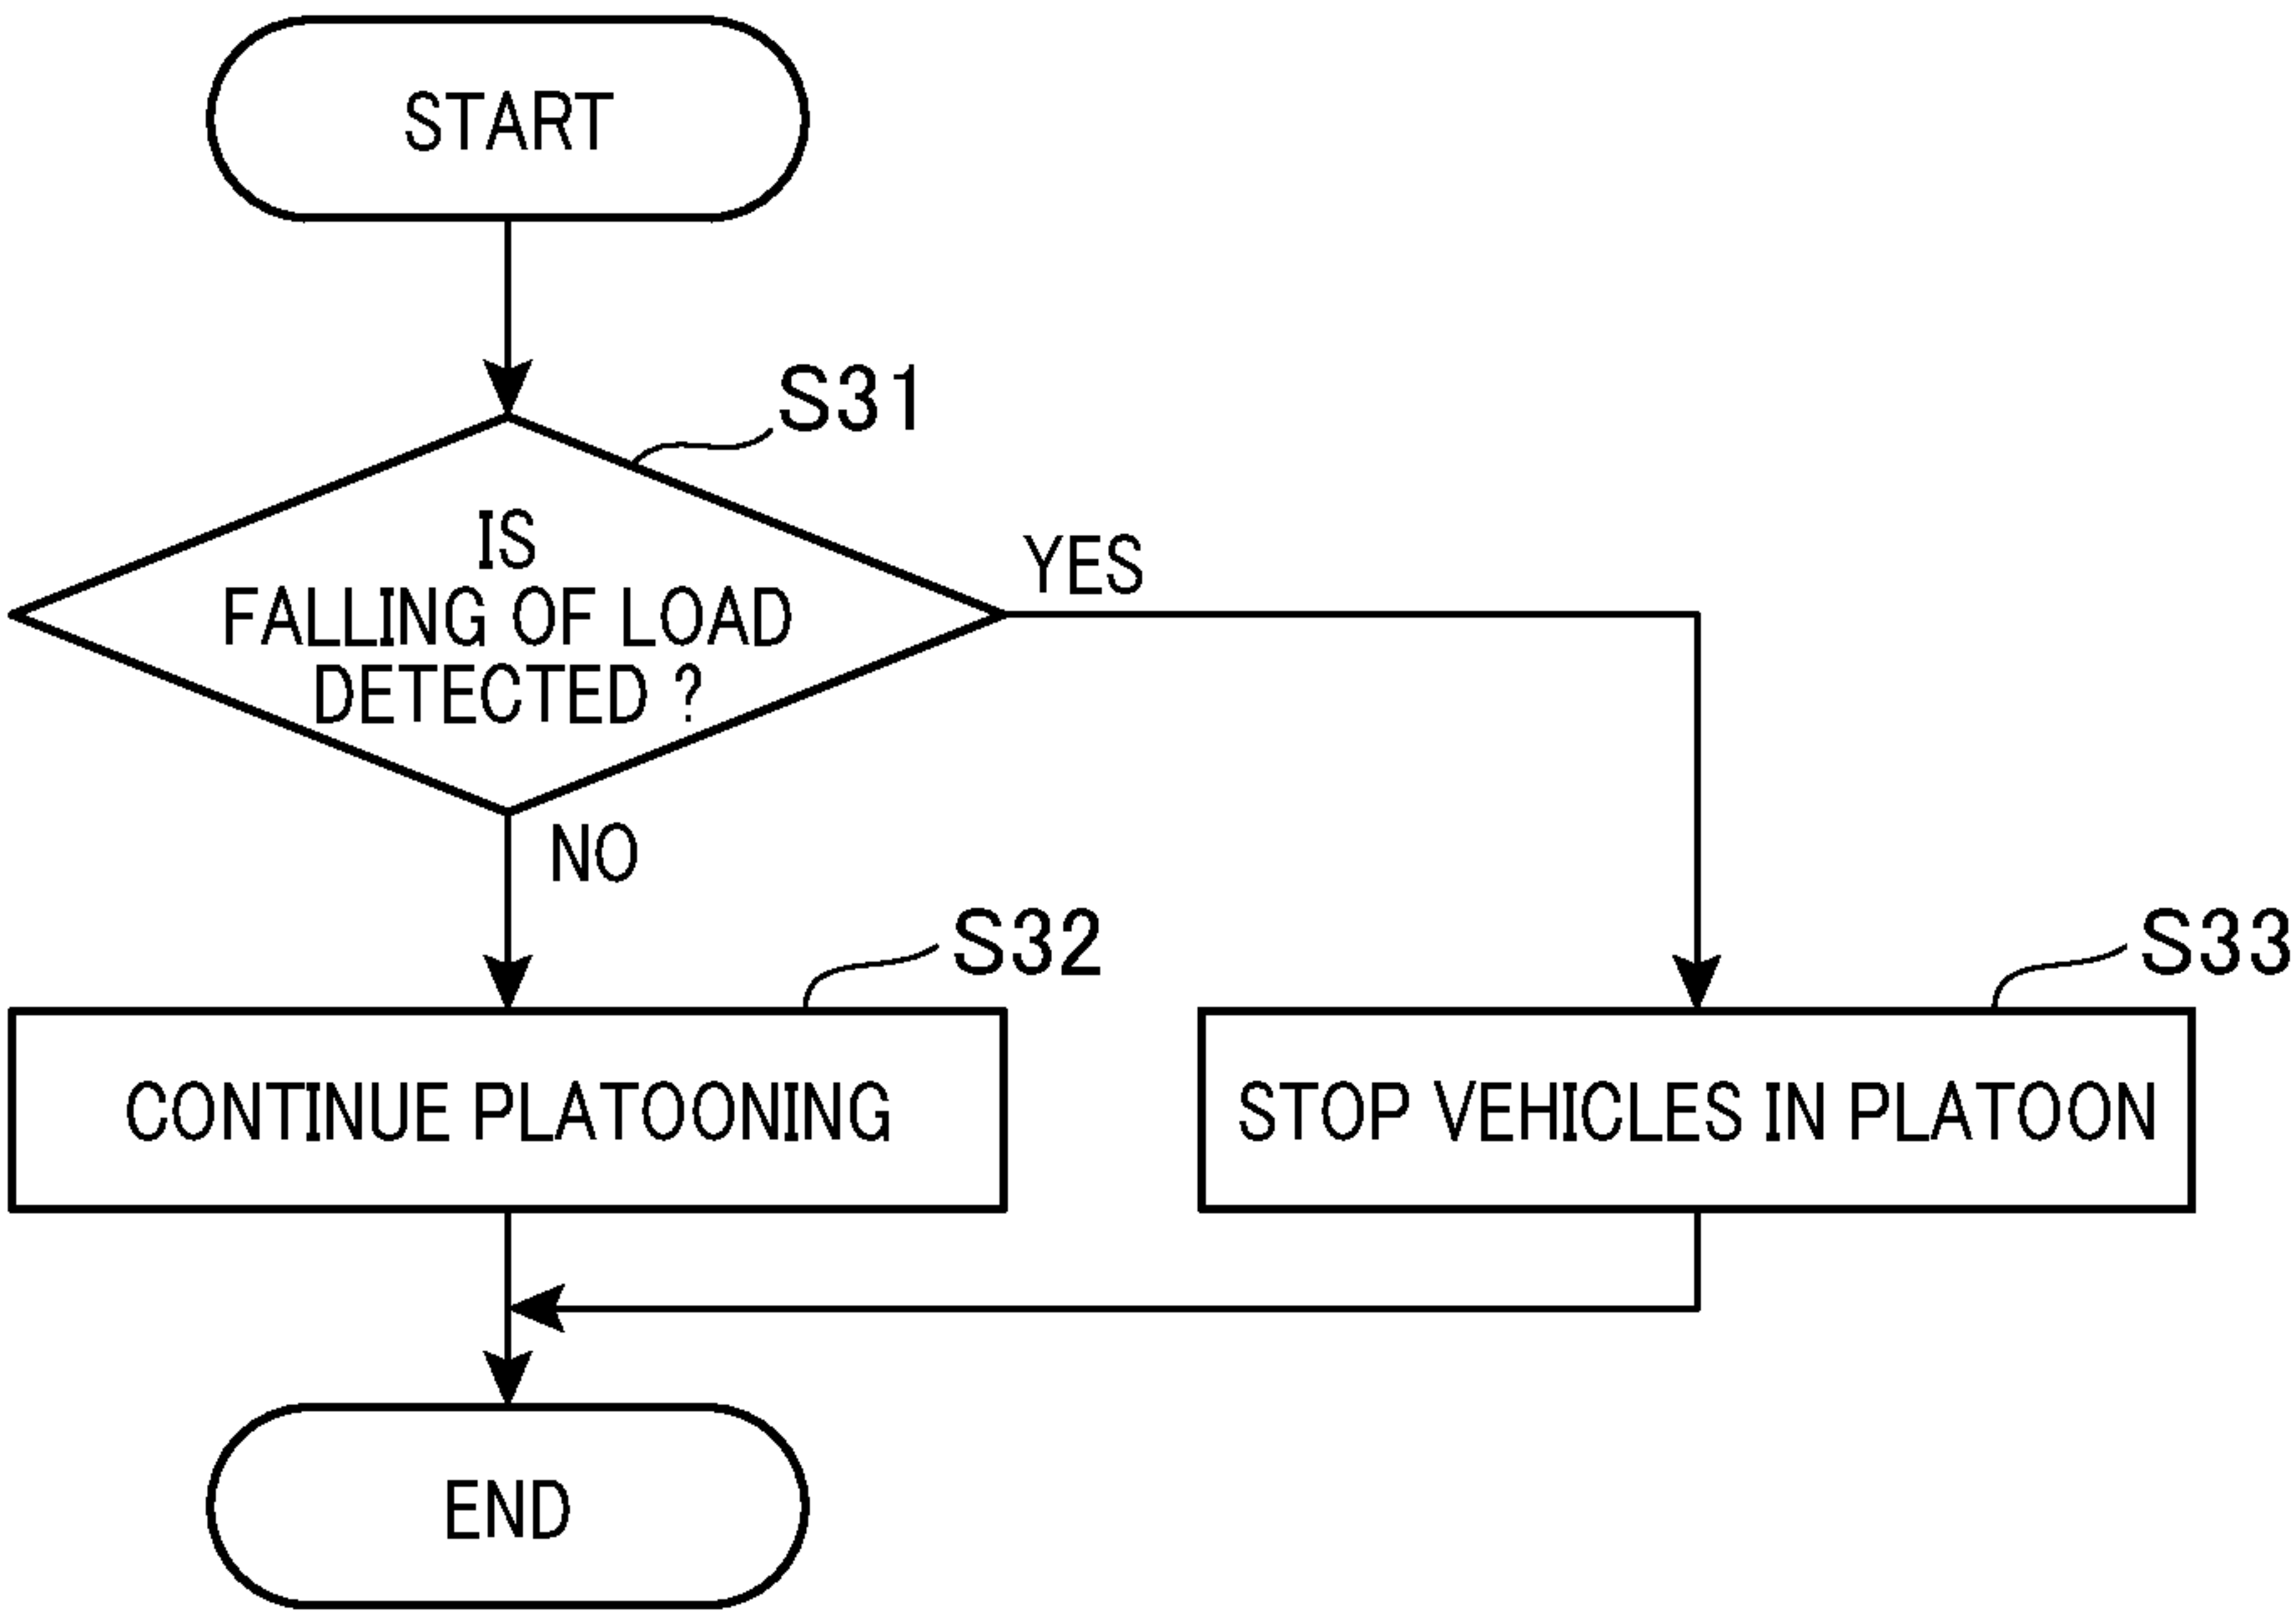 START
S31
IS
FALLING OF LOAD
DETECTED ?
YES
NO
S32
S33
CONTINUE PLATOONING
STOP VEHICLES IN PLATOON
END